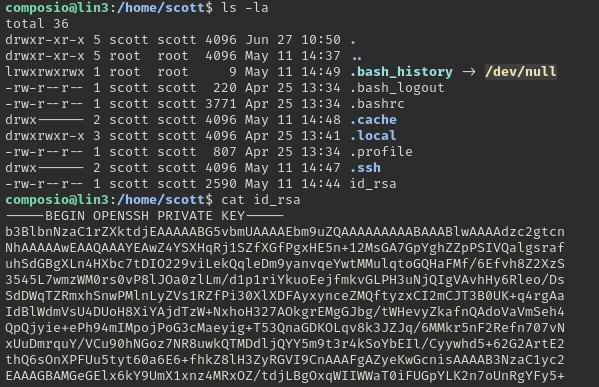 composio@lin3:/home/scott$ ls -la
total 36
drwxr-xr-x 5 scott scott 4096 Jun 27 10:50 .
drwxr-xr-x 5 root  root  4096 May 11 14:37 ..
lrwxrwxrwx 1 root  root     9 May 11 14:49 .bash_history -> /dev/null
-rw-r--r-- 1 scott scott  220 Apr 25 13:34 .bash_logout
-rw-r--r-- 1 scott scott 3771 Apr 25 13:34 .bashrc
drwx------ 2 scott scott 4096 May 11 14:48 .cache
drwxrwxr-x 3 scott scott 4096 Apr 25 13:41 .local
-rw-r--r-- 1 scott scott  807 Apr 25 13:34 .profile
drwx------ 2 scott scott 4096 May 11 14:47 .ssh
-rw-r--r-- 1 scott scott 2590 May 11 14:44 id_rsa
composio@lin3:/home/scott$ cat id_rsa
-----BEGIN OPENSSH PRIVATE KEY-----
b3BlbnNzaC1rZXktdjEAAAAABG5vbmUAAAAEbm9uZQAAAAAAAAABAAABlwAAAAdzc2gtcn
NhAAAAAwEAAQAAAYEAwZ4YSXHqRj1SZfXGfPgxHE5n+12MsGA7GpYghZZpPSIVQalgsraf
uhSdGBgXLn4HXbc7tDIO229viLekQqleDm9yanvqeYwtMMulqtoGQHaFMf/6Efvh8Z2XzS
3545L7wmzWM0rs0vP8lJOa0zlLm/d1p1riYkuoEejfmkvGLPH3uNjQIgVAvhHy6Rleo/Ds
SdDWqTZRmxhSnwPMlnLyZVs1RZfPi30XlXDFAyxynceZMQftyzxCI2mCJT3B0UK+q4rgAa
IdBlWdmVsU4DUoH8XiYAjdTzW+NxhoH327AOkgrEMgGJbg/tWHevyZkafnQAdoVaVmSeh4
QpQjyie+ePh94mIMpojPoG3cMaeyig+T53QnaGDKOLqv8k3JZJq/6MMkr5nF2Refn707vN
xUuDmrquY/VCu90hNGoz7NR8uwkQTMDdljQYY5m9t3r4kSoYbEIl/Cyywhd5+62G2ArtE2
thQ6sOnXPFUu5tyt60a6E6+fhkZ8lH3ZyRGVI9CnAAAFgAZyeKwGcnisAAAAB3NzaC1yc2
EAAAGBAMGeGElx6kY9UmX1xnz4MRxOZ/tdjLBgOxqWIIWWaT0iFUGpYLK2n7oUnRgYFy5+